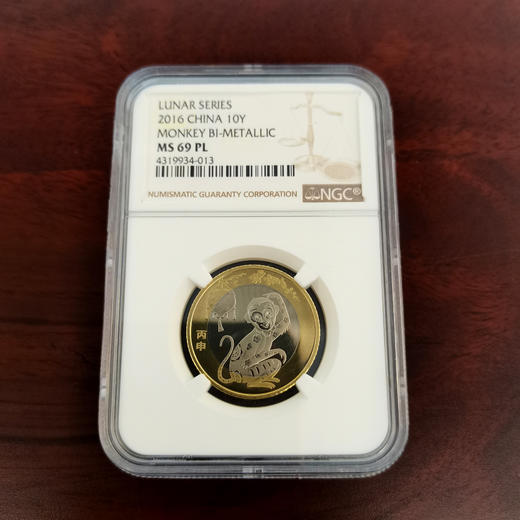 LUNAR SERIES
2016 CHINA 10Y
MONKEY BI-METALLIC
MS 69 PL
4319934-013
NUMISMATIC GUARANTY CORPORATION
NGC®
丙申